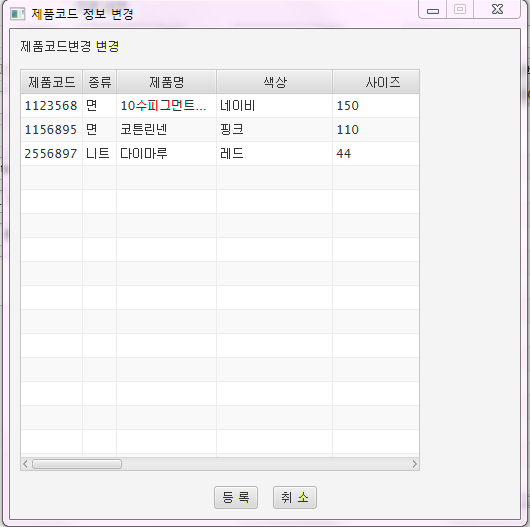 제품코드 정보 변경
제품코드변경 변경
제품코드 종류 제품명 색상 사이즈
1123568 면 10수피그먼트... 네이비 150
1156895 면 코튼린넨 핑크 110
2556897 니트 다이마루 레드 44
등 록 취 소